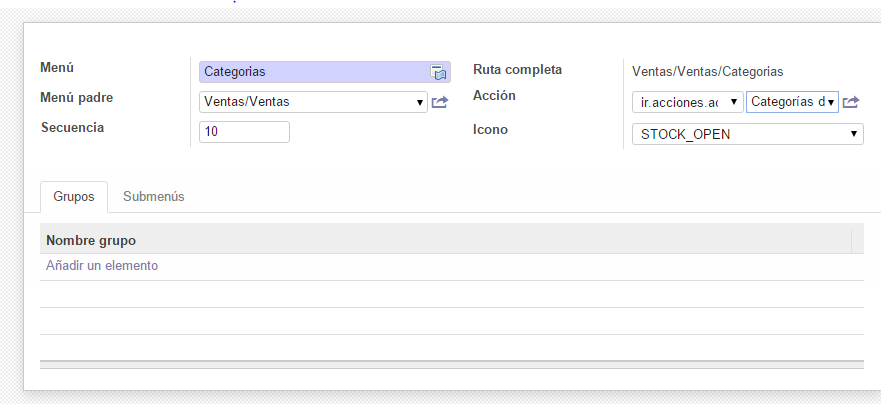 Menú
Categorias
Ruta completa
Ventas/Ventas/Categorias
Menú padre
Ventas/Ventas
Acción
ir.acciones.ac
Categorías d
Secuencia
10
Icono
STOCK_OPEN
Grupos
Submenús
Nombre grupo
Añadir un elemento